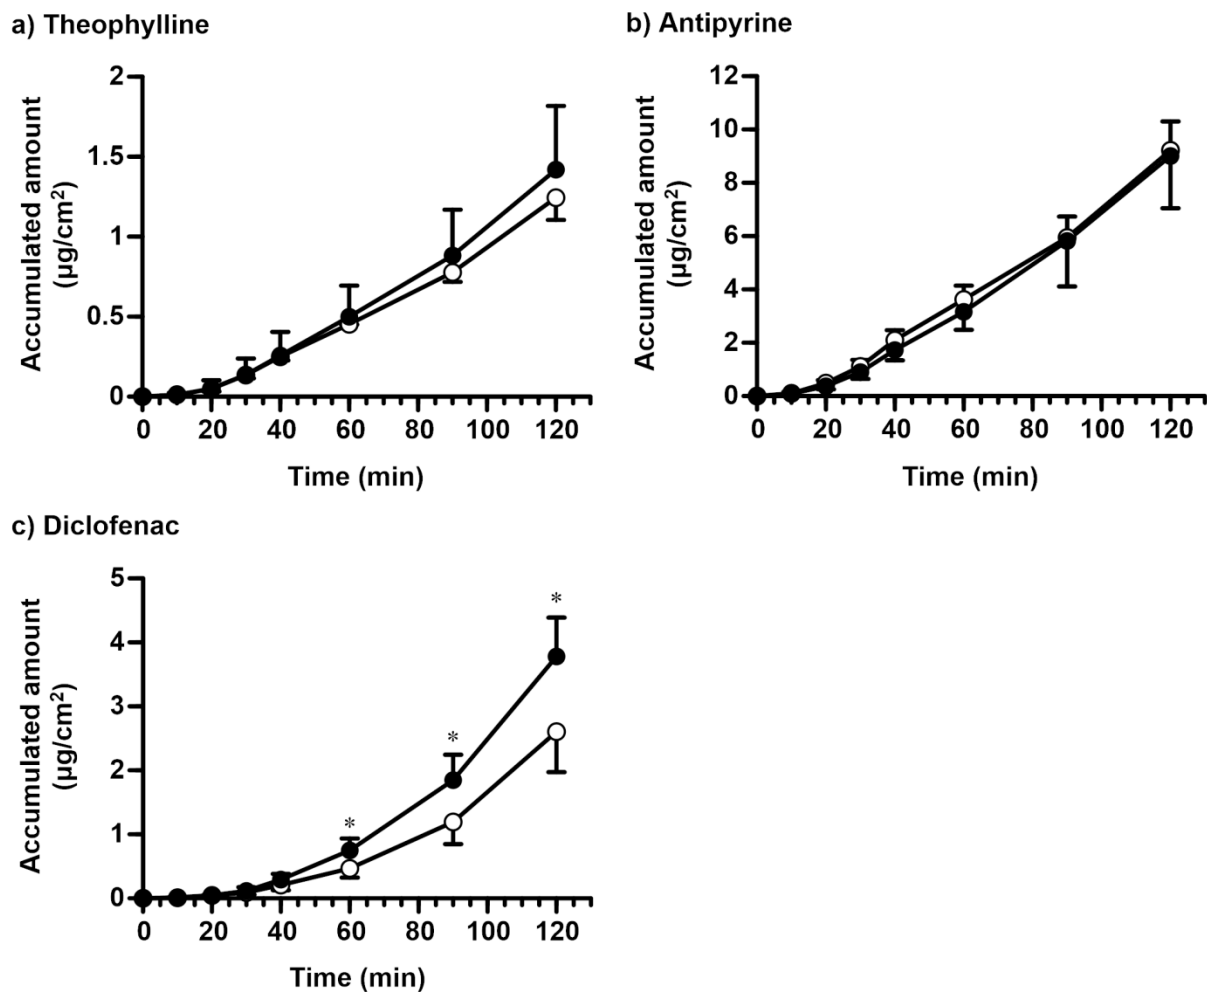 a) Theophylline
2
1.5
1
0.5
0
Accumulated amount
(µg/cm²)
0 20 40 60 80 100 120
Time (min)
b) Antipyrine
12
10
8
6
4
2
0
Accumulated amount
(µg/cm²)
0 20 40 60 80 100 120
Time (min)
c) Diclofenac
5
4
3
2
1
0
Accumulated amount
(µg/cm²)
*
*
*
0 20 40 60 80 100 120
Time (min)